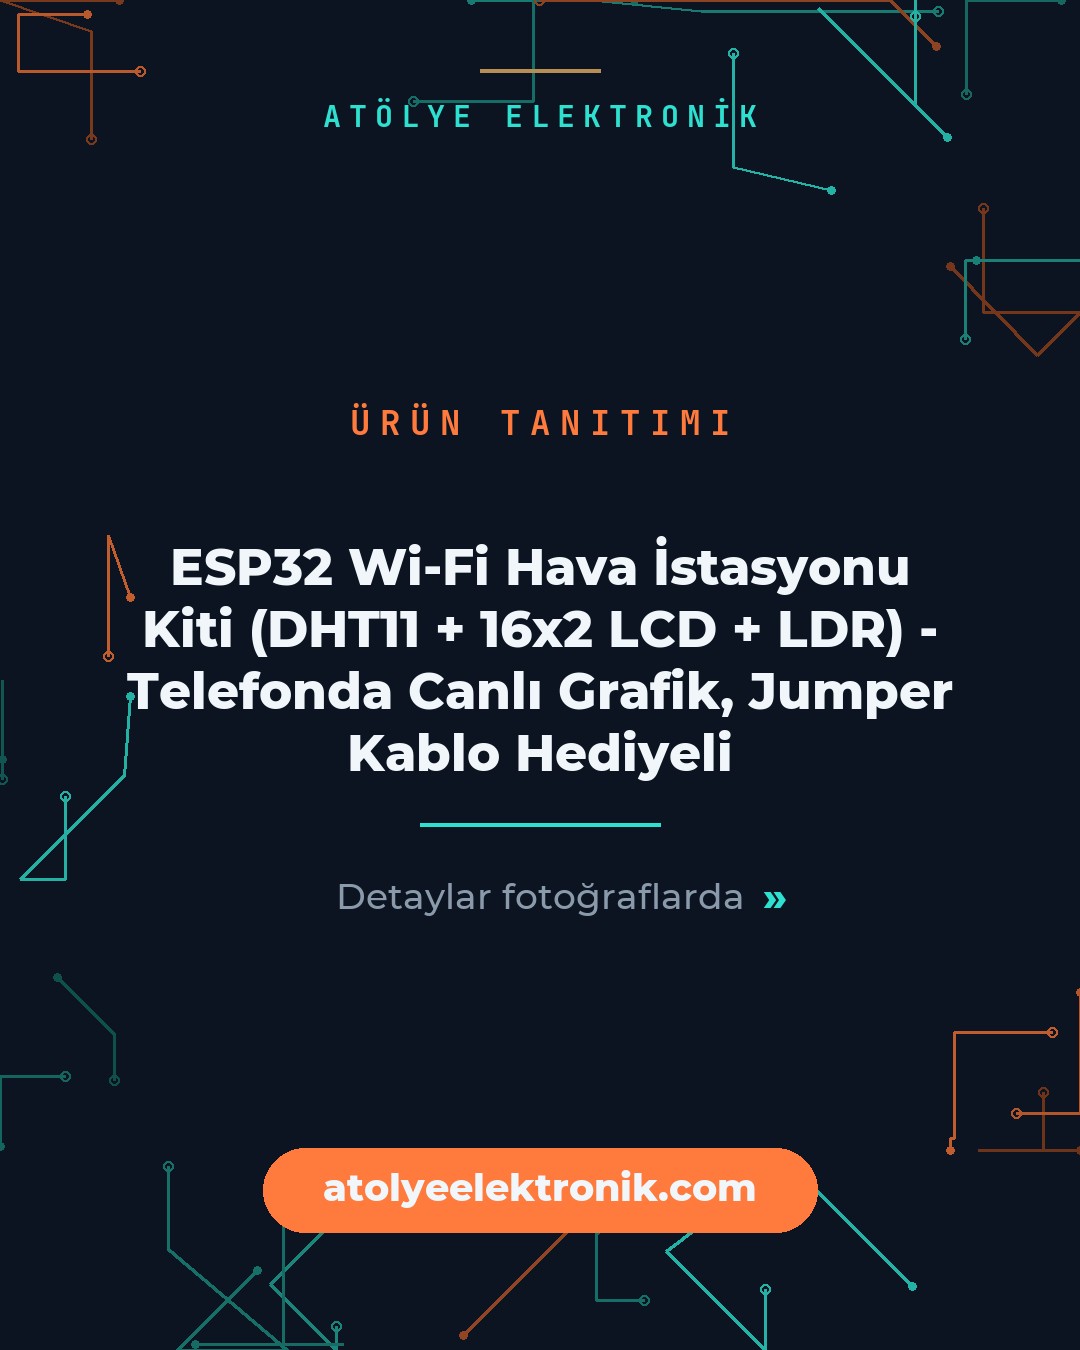 ATÖLYE ELEKTRONİK
ÜRÜN TANITIMI
ESP32 Wi-Fi Hava İstasyonu
Kiti (DHT11 + 16x2 LCD + LDR) -
Telefonda Canlı Grafik, Jumper
Kablo Hediyeli
Detaylar fotoğraflarda »
atolyeelektronik.com